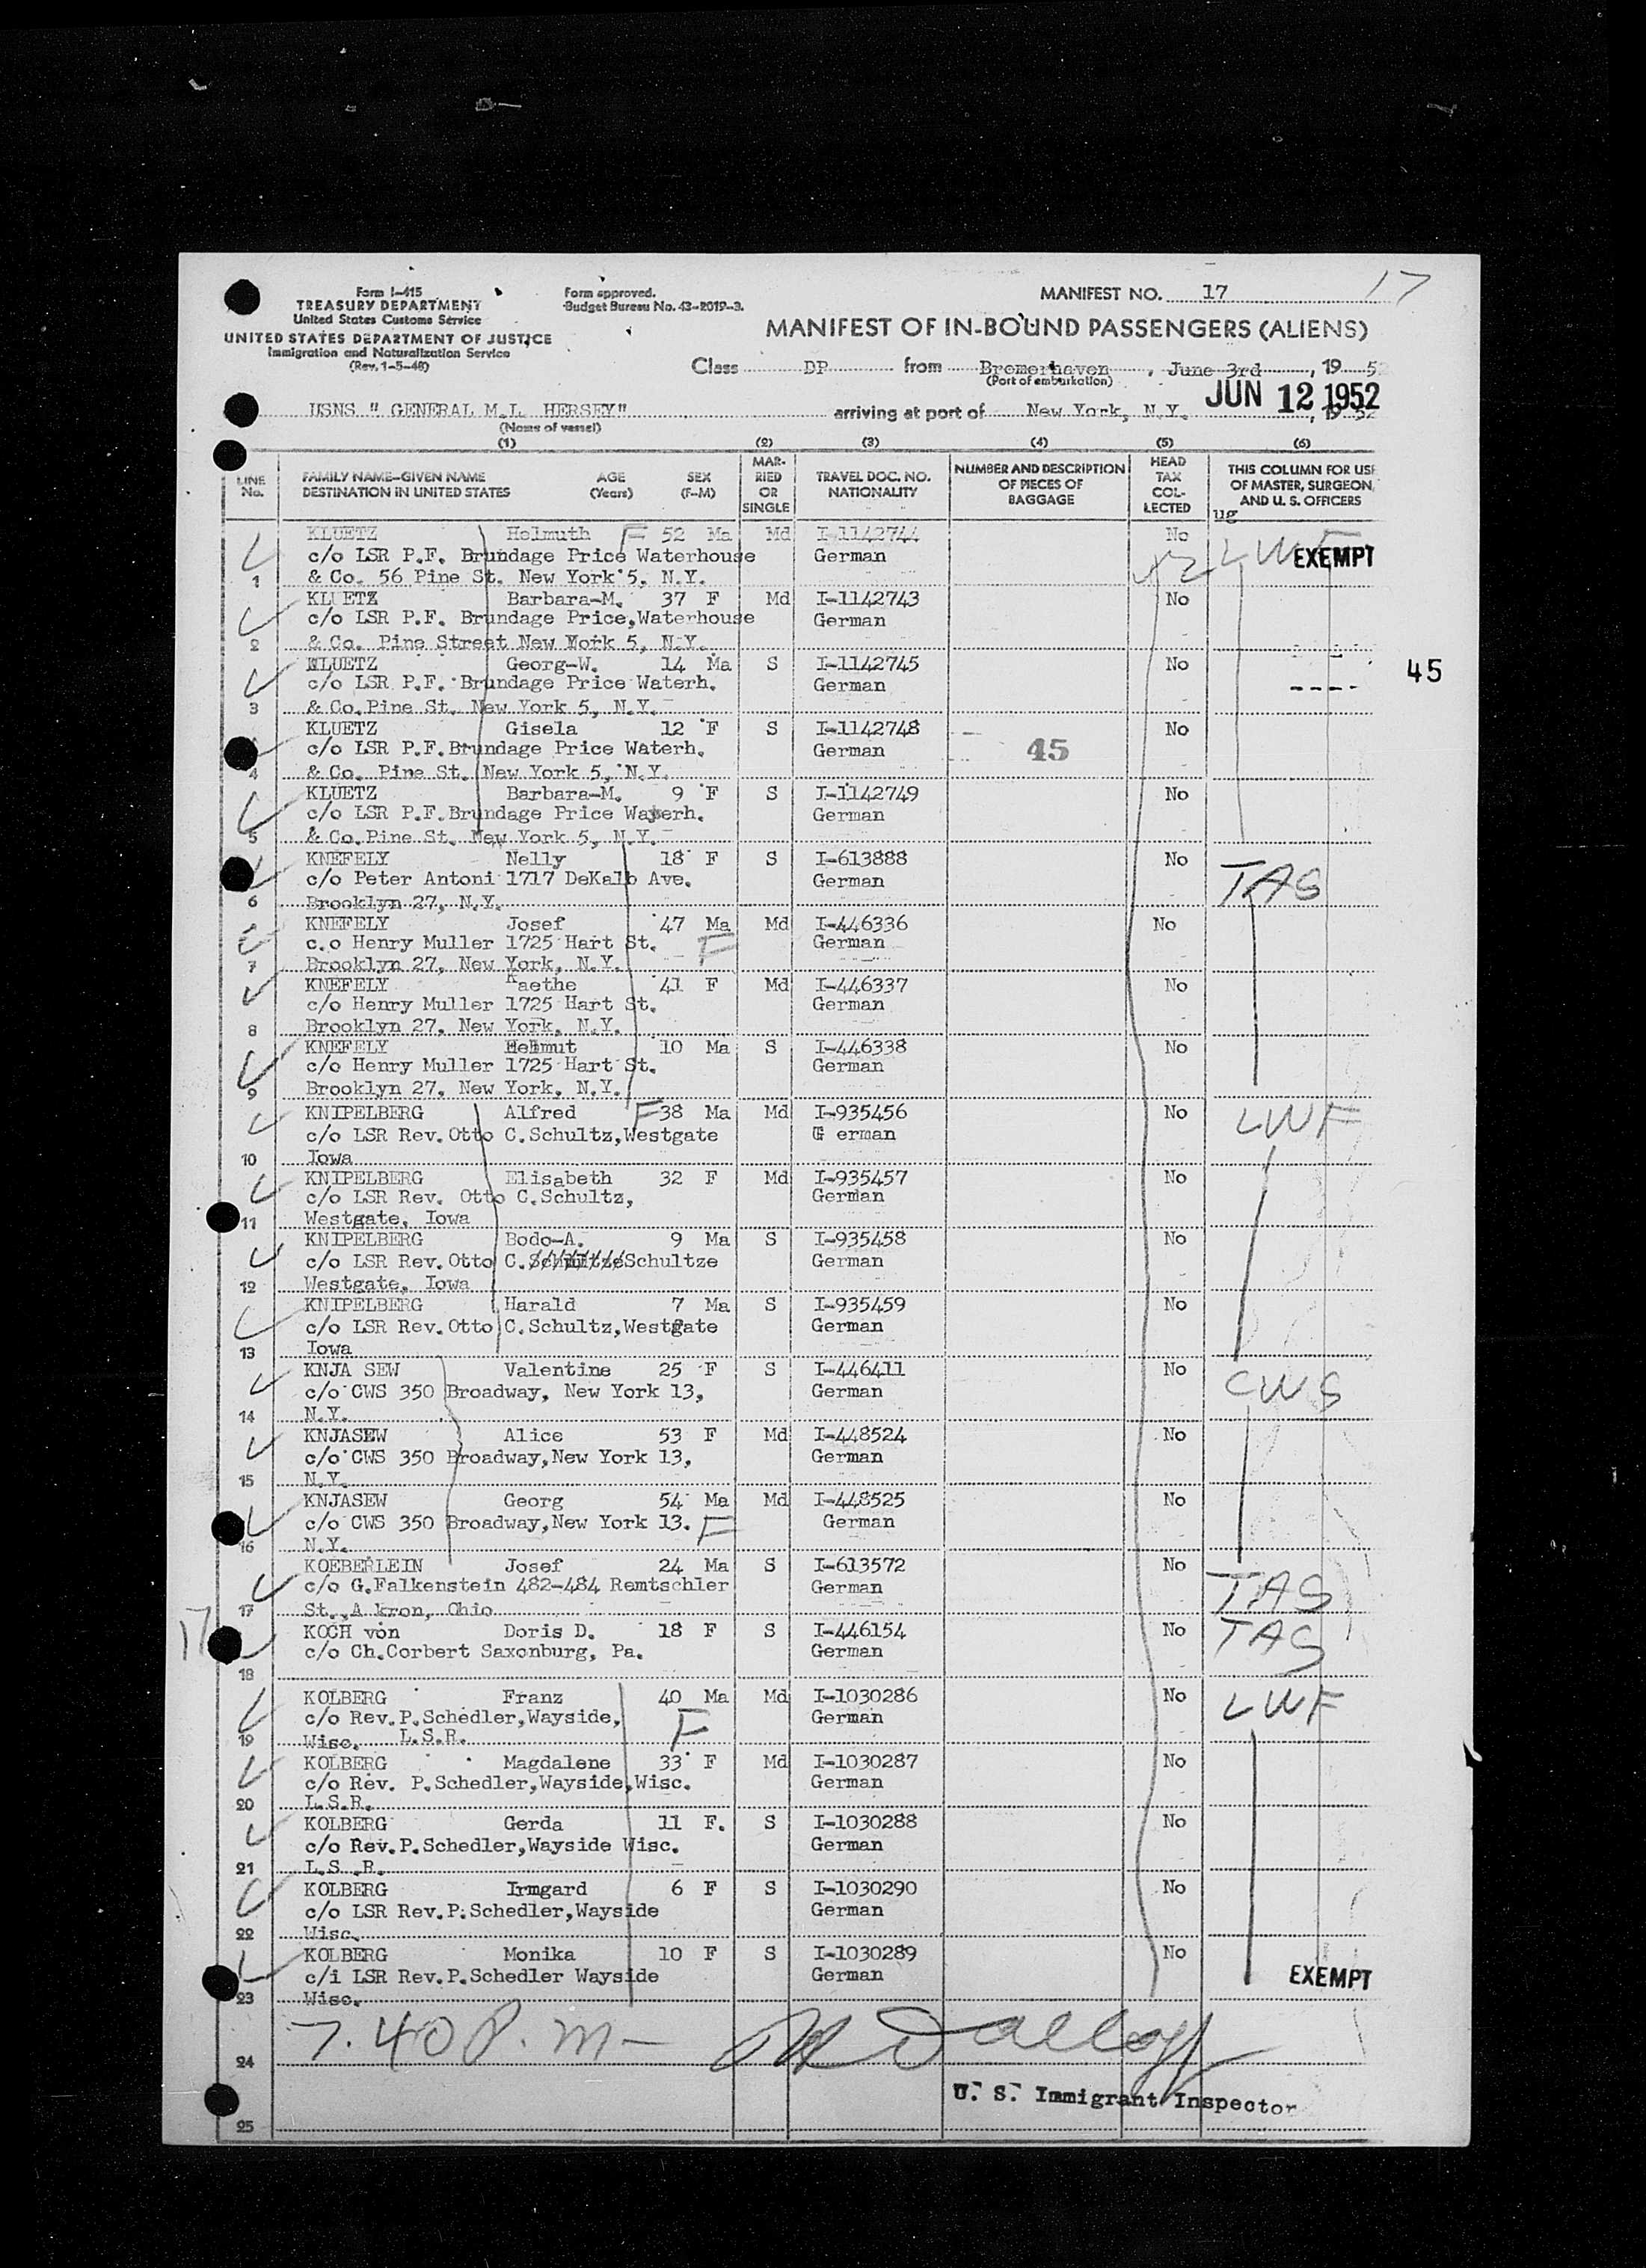 Form I-415
TREASURY DEPARTMENT
United States Customs Service
UNITED STATES DEPARTMENT OF JUSTICE
Immigration and Naturalization Service
(Rev. 1-5-48)
Form approved.
Budget Bureau No. 43-2019-3.
MANIFEST NO. 17
17
MANIFEST OF IN-BOUND PASSENGERS (ALIENS)
Class DP from Bremerhaven, June 3rd, 195
(Port of embarkation)
JUN 12 1952
USNS " GENERAL M.L. HERSEY" arriving at port of New York, N.Y., 1952
(Name of vessel)
(1) (2) (3) (4) (5) (6)
LINE No.
FAMILY NAME–GIVEN NAME AGE SEX
DESTINATION IN UNITED STATES (Years) (F–M)
MARRIED OR SINGLE
TRAVEL DOC. NO. NATIONALITY
NUMBER AND DESCRIPTION OF PIECES OF BAGGAGE
HEAD TAX COLLECTED
THIS COLUMN FOR USE OF MASTER, SURGEON, AND U. S. OFFICERS
ug
KLUETZ Helmuth F 52 Ma Md I-1142744 No LWF
c/o LSR P.F. Brundage Price Waterhouse German EXEMPT
1 & Co. 56 Pine St. New York 5. N.Y.
KLUETZ Barbara-M. 37 F Md I-1142743 No
c/o LSR P.F. Brundage Price,Waterhouse German
2 & Co. Pine Street New York 5, N.Y.
KLUETZ Georg-W. 14 Ma S I-1142745 No
c/o LSR P.F. Brundage Price Waterh. German
45
3 & Co.Pine St. New York 5, N.Y.
KLUETZ Gisela 12 F S I-1142748 No
c/o LSR P.F.Brundage Price Waterh. German 45
4 & Co. Pine St. New York 5, N.Y.
KLUETZ Barbara-M. 9 F S I-1142749 No
c/o LSR P.F.Brundage Price Waterh. German
5 & Co.Pine St. New York 5, N.Y.
KNEFELY Nelly 18 F S I-613888 No TAS
c/o Peter Antoni 1717 DeKalb Ave. German
6 Brooklyn 27, N.Y.
KNEFELY Josef 47 Ma Md I-446336 No
c.o Henry Muller 1725 Hart St. F German
7 Brooklyn 27, New York, N.Y.
KNEFELY Kaethe 41 F Md I-446337 No
c/o Henry Muller 1725 Hart St. German
8 Brooklyn 27, New York, N.Y.
KNEFELY Helmut 10 Ma S I-446338 No
c/o Henry Muller 1725 Hart St. German
9 Brooklyn 27, New York, N.Y.
KNIPELBERG Alfred F 38 Ma Md I-935456 No LWF
c/o LSR Rev.Otto C.Schultz,Westgate G erman
10 Iowa
KNIPELBERG Elisabeth 32 F Md I-935457 No
c/o LSR Rev. Otto C.Schultz, German
11 Westgate, Iowa
KNIPELBERG Bodo-A. 9 Ma S I-935458 No
c/o LSR Rev.Otto C.Schultze German
12 Westgate, Iowa
KNIPELBERG Harald 7 Ma S I-935459 No
c/o LSR Rev.Otto C.Schultz,Westgate German
13 Iowa
KNJA SEW Valentine 25 F S I-446411 No CWS
c/o CWS 350 Broadway, New York 13, German
14 N.Y.
KNJASEW Alice 53 F Md I-448524 No
c/o CWS 350 Broadway,New York 13, German
15 N.Y.
KNJASEW Georg 54 Ma Md I-448525 No
c/o CWS 350 Broadway,New York 13. F German
16 N.Y.
KOEBERLEIN Josef 24 Ma S I-613572 No TAS
c/o G.Falkenstein 482-484 Remtschler German
17 St.,A kron, Ohio
17
KOCH von Doris D. 18 F S I-446154 No TAS
c/o Ch.Corbert Saxonburg, Pa. German
18
KOLBERG Franz 40 Ma Md I-1030286 No LWF
c/o Rev.P.Schedler,Wayside, F German
19 Wisc. L.S.R.
KOLBERG Magdalene 33 F Md I-1030287 No
c/o Rev. P.Schedler,Wayside,Wisc. German
20 L.S.R.
KOLBERG Gerda 11 F. S I-1030288 No
c/o Rev.P.Schedler,Wayside Wisc. German
21 L.S.R.
KOLBERG Irmgard 6 F S I-1030290 No
c/o LSR Rev.P.Schedler,Wayside German
22 Wisc.
KOLBERG Monika 10 F S I-1030289 No
c/i LSR Rev.P.Schedler Wayside German EXEMPT
23 Wisc.
7.40 P.m—
24
U. S. Immigrant Inspector
25